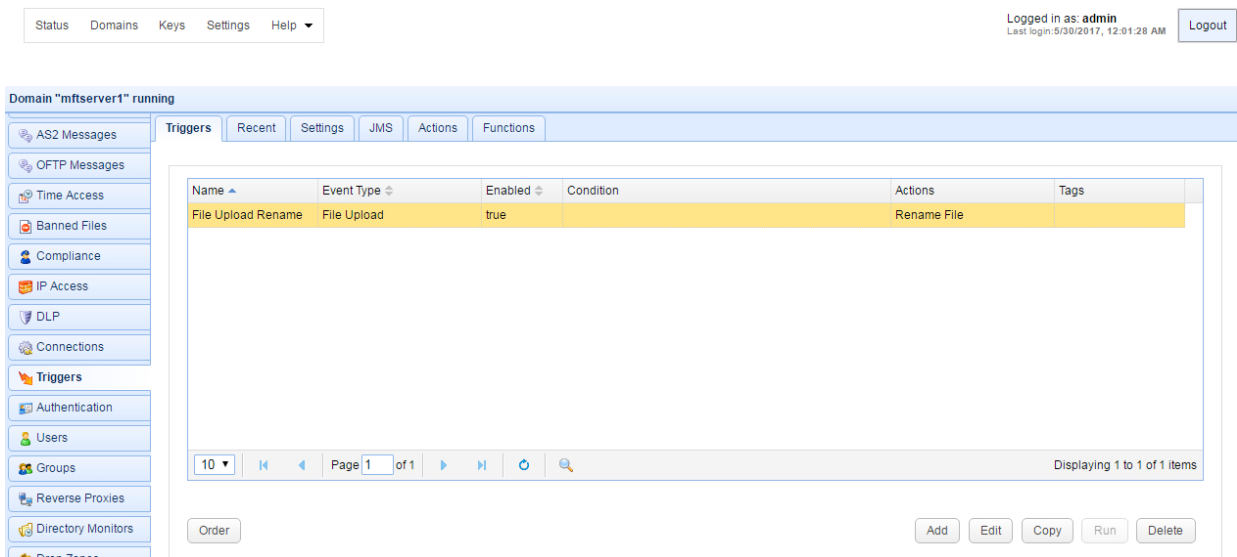 Status Domains Keys Settings Help
Logged in as: admin
Last login:5/30/2017, 12:01:28 AM
Logout
Domain "mftserver1" running
AS2 Messages
OFTP Messages
Time Access
Banned Files
Compliance
IP Access
DLP
Connections
Triggers
Authentication
Users
Groups
Reverse Proxies
Directory Monitors
Drop Zones
Triggers Recent Settings JMS Actions Functions
Name Event Type Enabled Condition Actions Tags
File Upload Rename File Upload true Rename File
10 Page 1 of 1 Displaying 1 to 1 of 1 items
Order Add Edit Copy Run Delete